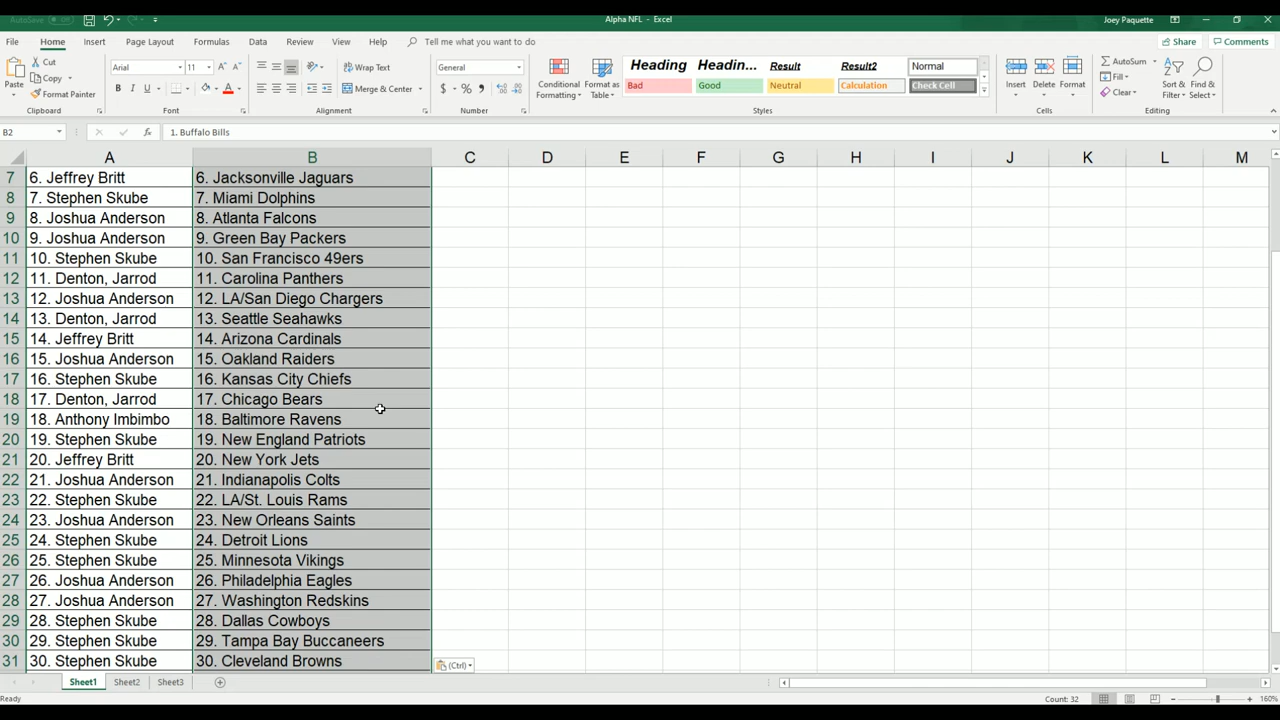 AutoSave Off
Alpha NFL - Excel
Joey Paquette
File Home Insert Page Layout Formulas Data Review View Help Tell me what you want to do Share Comments
Paste
Cut
Copy
Format Painter
Clipboard
Arial 11
B I U
Font
Wrap Text
Merge & Center
Alignment
General
$ % ,
Number
Conditional Formatting
Format as Table
Heading Headin... Result Result2 Normal
Bad Good Neutral Calculation Check Cell
Styles
Insert Delete Format
Cells
AutoSum
Fill
Clear
Sort & Filter
Find & Select
Editing
B2 fx 1. Buffalo Bills
A B C D E F G H I J K L M
7 6. Jeffrey Britt 6. Jacksonville Jaguars
8 7. Stephen Skube 7. Miami Dolphins
9 8. Joshua Anderson 8. Atlanta Falcons
10 9. Joshua Anderson 9. Green Bay Packers
11 10. Stephen Skube 10. San Francisco 49ers
12 11. Denton, Jarrod 11. Carolina Panthers
13 12. Joshua Anderson 12. LA/San Diego Chargers
14 13. Denton, Jarrod 13. Seattle Seahawks
15 14. Jeffrey Britt 14. Arizona Cardinals
16 15. Joshua Anderson 15. Oakland Raiders
17 16. Stephen Skube 16. Kansas City Chiefs
18 17. Denton, Jarrod 17. Chicago Bears
19 18. Anthony Imbimbo 18. Baltimore Ravens
20 19. Stephen Skube 19. New England Patriots
21 20. Jeffrey Britt 20. New York Jets
22 21. Joshua Anderson 21. Indianapolis Colts
23 22. Stephen Skube 22. LA/St. Louis Rams
24 23. Joshua Anderson 23. New Orleans Saints
25 24. Stephen Skube 24. Detroit Lions
26 25. Stephen Skube 25. Minnesota Vikings
27 26. Joshua Anderson 26. Philadelphia Eagles
28 27. Joshua Anderson 27. Washington Redskins
29 28. Stephen Skube 28. Dallas Cowboys
30 29. Stephen Skube 29. Tampa Bay Buccaneers
31 30. Stephen Skube 30. Cleveland Browns
(Ctrl)
Sheet1 Sheet2 Sheet3
Ready Count: 32 160%